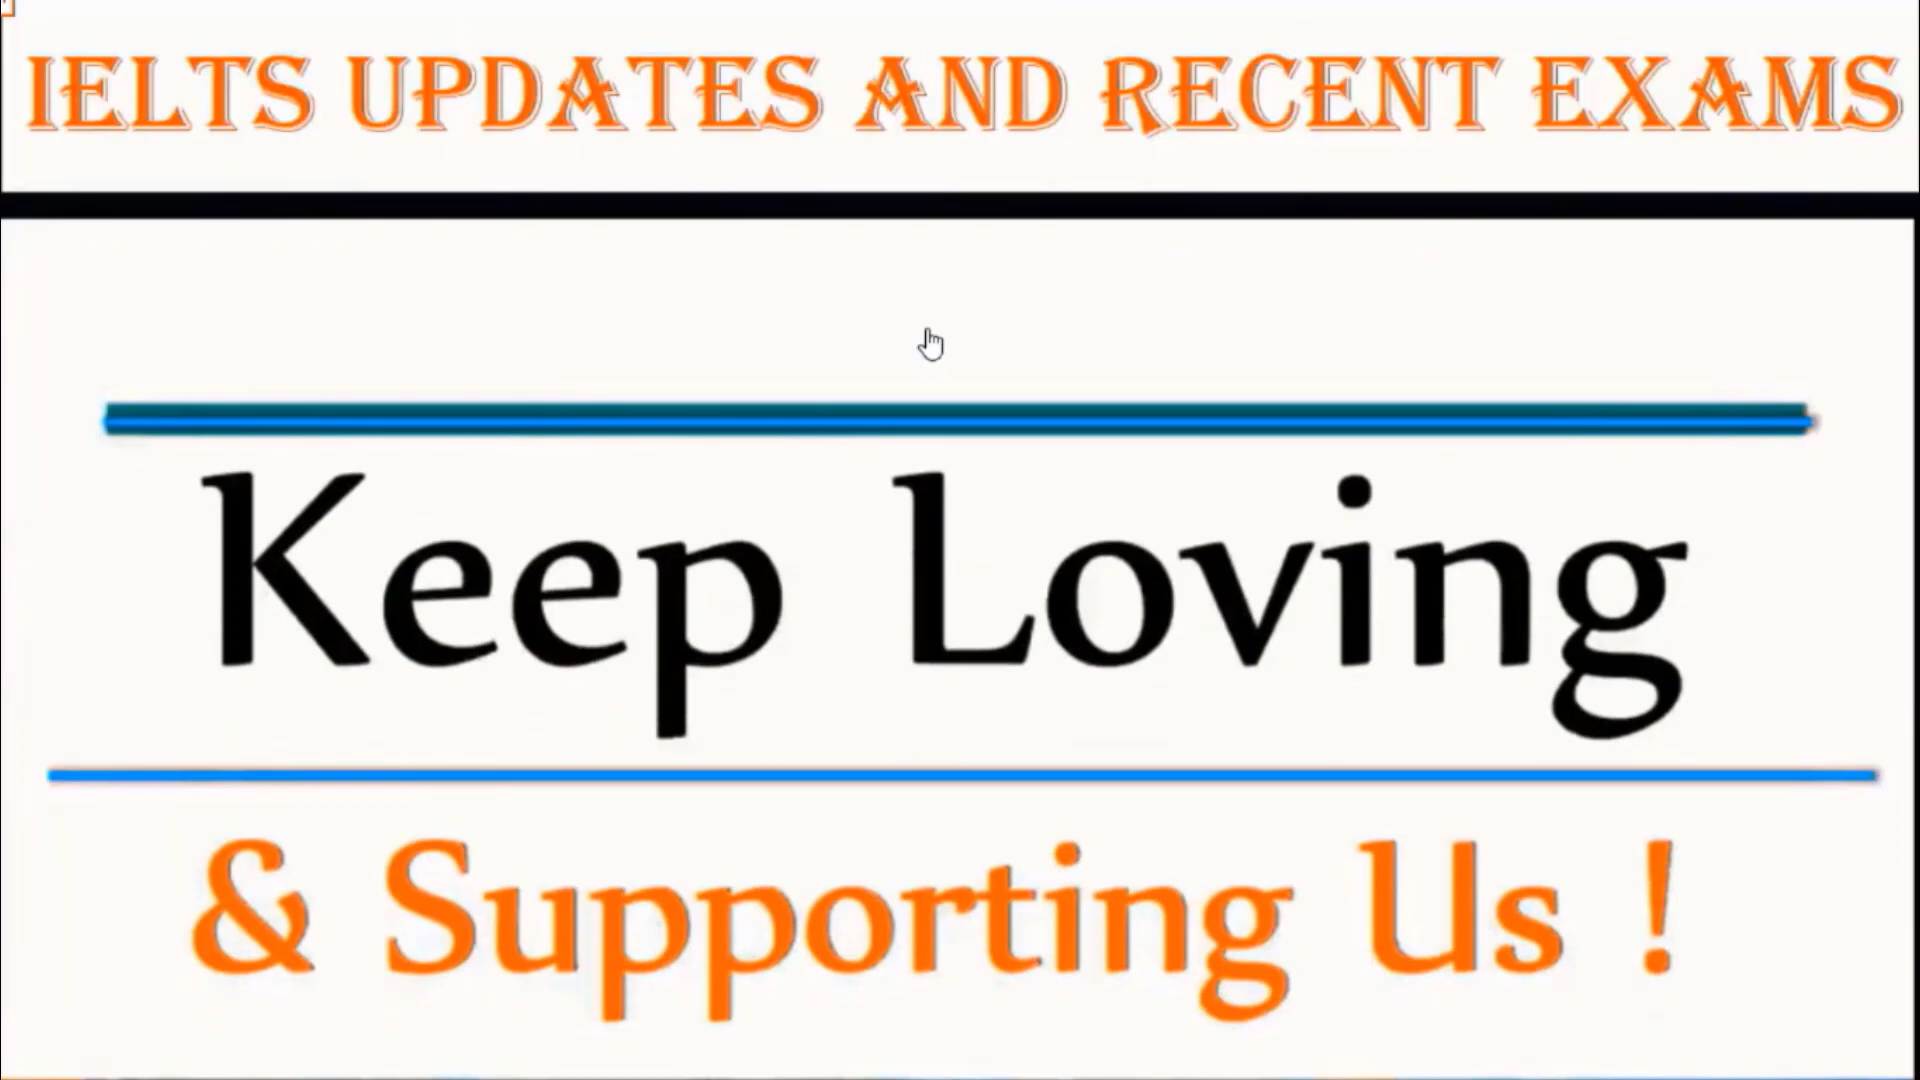 IELTS UPDATES AND RECENT EXAMS
Keep Loving
& Supporting Us !